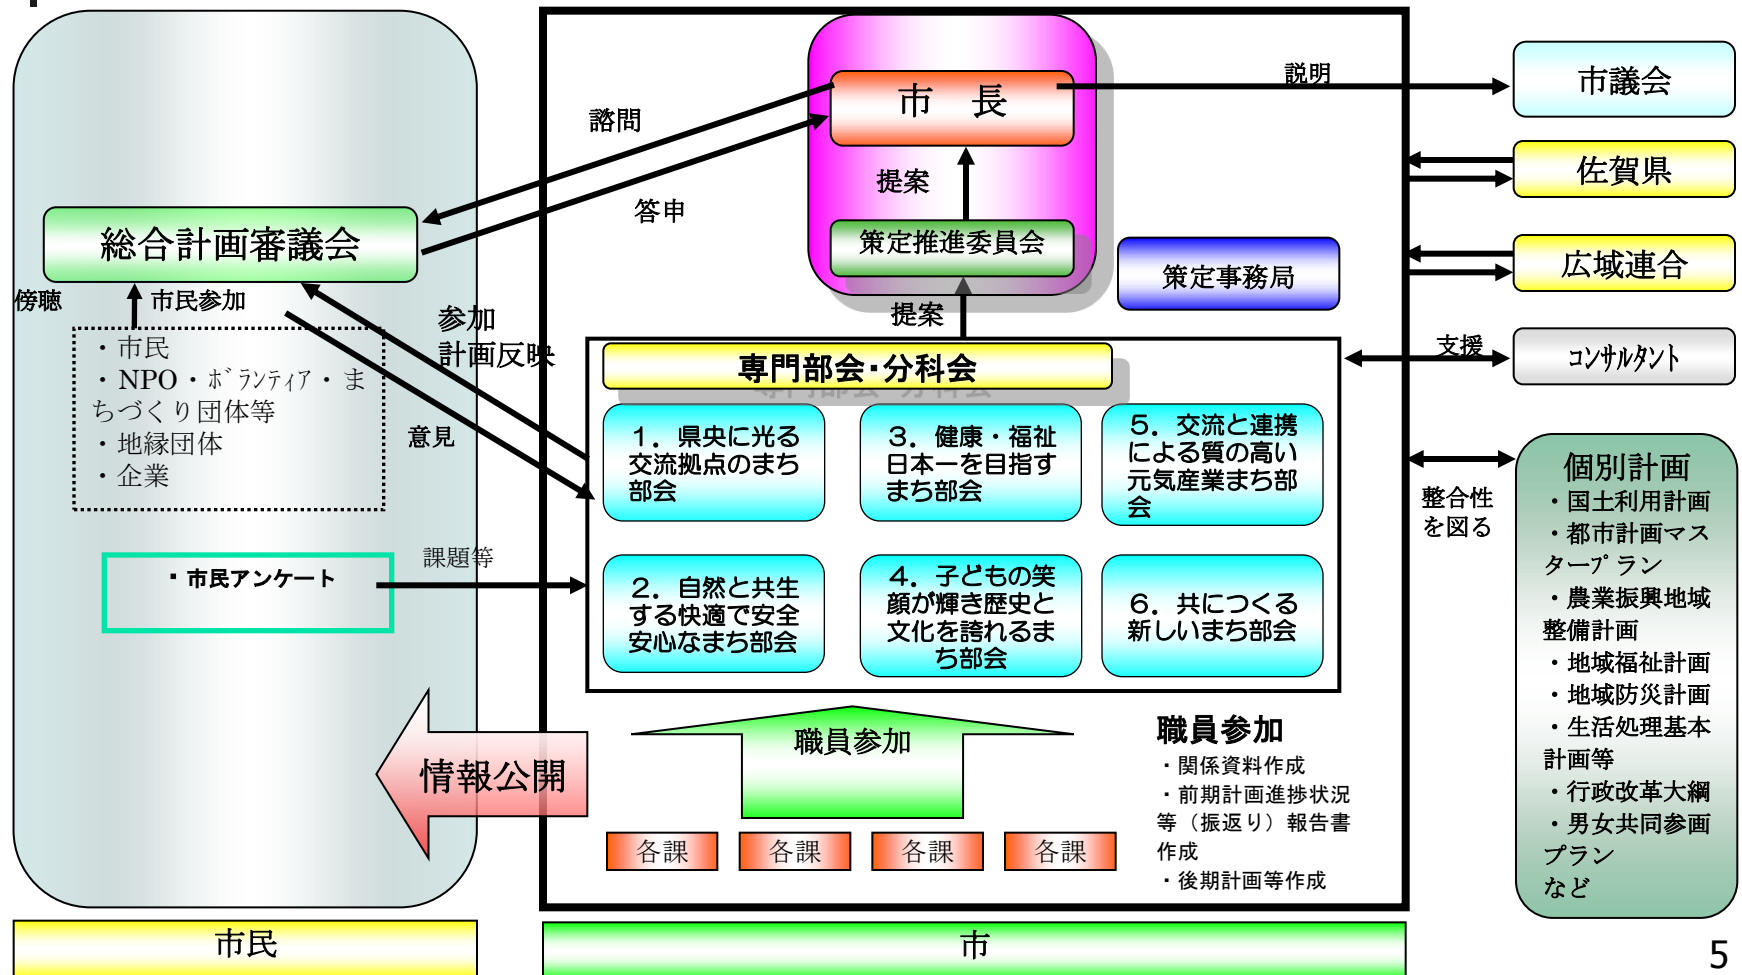 市　長
説明
市議会
諮問
答申
提案
策定推進委員会
佐賀県
総合計画審議会
策定事務局
広域連合
傍聴
市民参加
参加
計画反映
提案
支援
コンサルタント
・市民
・NPO・ボランティア・ま
ちづくり団体等
・地縁団体
・企業
意見
専門部会・分科会
1．県央に光る
交流拠点のまち
部会
3．健康・福祉
日本一を目指す
まち部会
5．交流と連携
による質の高い
元気産業まち部
会
2．自然と共生
する快適で安全
安心なまち部会
4．子どもの笑
顔が輝き歴史と
文化を誇れるま
ち部会
6．共につくる
新しいまち部会
・市民アンケート
課題等
整合性
を図る
個別計画
・国土利用計画
・都市計画マス
タープラン
・農業振興地域
整備計画
・地域福祉計画
・地域防災計画
・生活処理基本
計画等
・行政改革大綱
・男女共同参画
プラン
など
情報公開
職員参加
各課
各課
各課
各課
職員参加
・関係資料作成
・前期計画進捗状況
等（振返り）報告書
作成
・後期計画等作成
市民
市
5